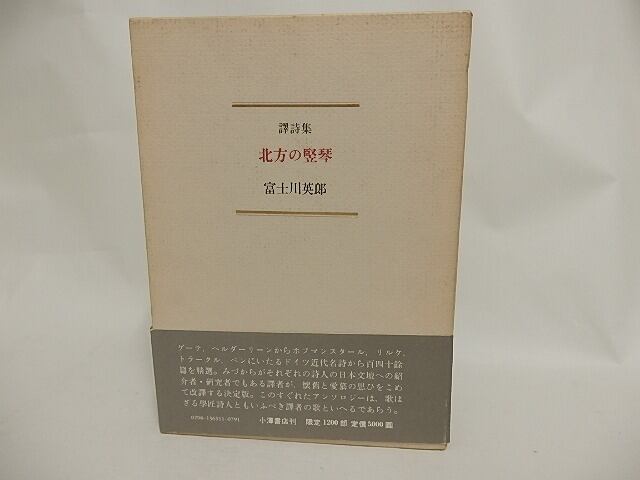 譯詩集
北方の竪琴
富士川英郎
ゲーテ、ヘルダーリーンからホフマンスタール、リルケ、
トラークル、ベンにいたるドイツ近代名詩から百四十餘
篇を精選。みづからがそれぞれの詩人の日本文壇への紹
介者・研究者でもある譯者が、懷舊と愛慕の思ひをこめ
て改譯する決定版。このすぐれたアンソロジーは、歌は
ざる學匠詩人ともいふべき譯者の歌といへるであらう。
小澤書店刊 限定1200部 定價5000圓